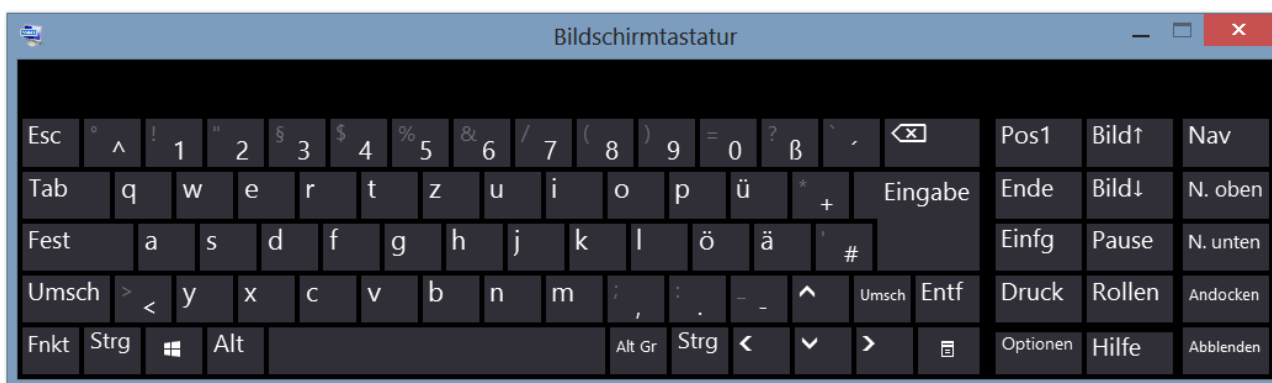 Bildschirmtastatur
Esc ° ^ ! 1 " 2 § 3 $ 4 % 5 & 6 / 7 ( 8 ) 9 = 0 ? ß ` ´ Pos1 Bild↑ Nav
Tab q w e r t z u i o p ü * + Eingabe Ende Bild↓ N. oben
Fest a s d f g h j k l ö ä ' # Einfg Pause N. unten
Umsch > < y x c v b n m ; , : . _ - Umsch Entf Druck Rollen Andocken
Fnkt Strg Alt Alt Gr Strg Optionen Hilfe Abblenden